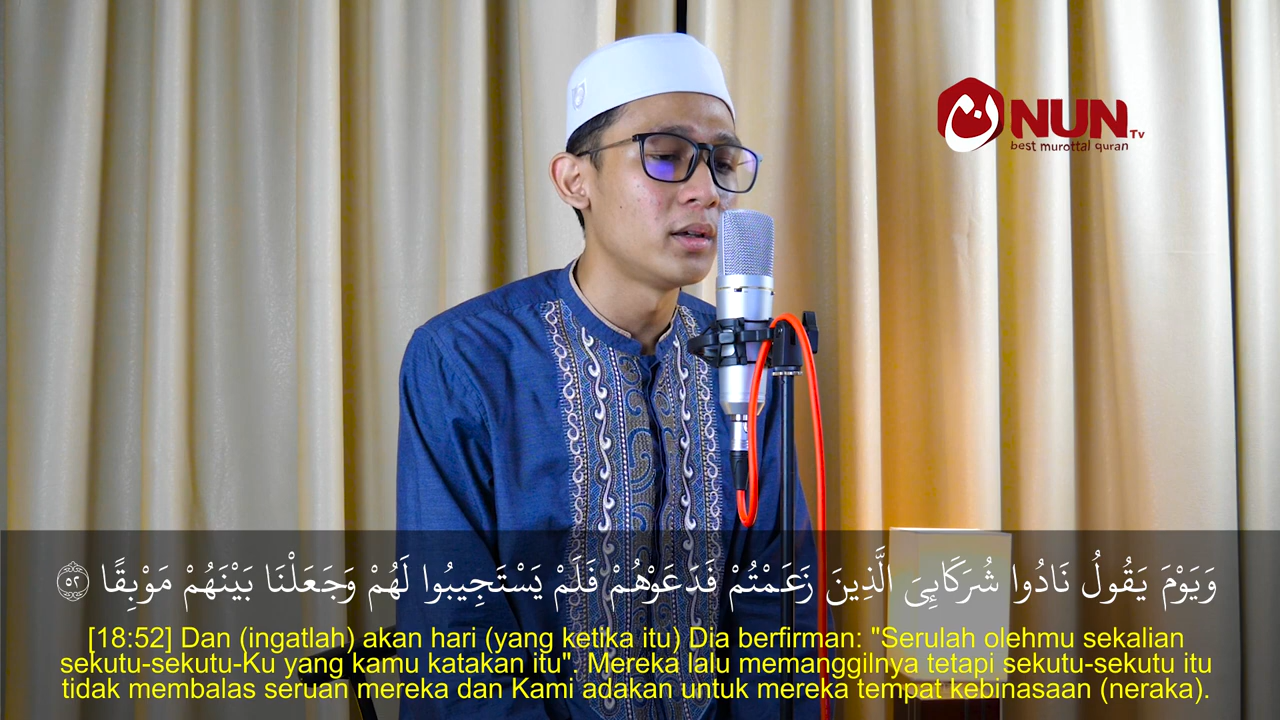 NUN Tv
best murottal quran
وَيَوْمَ يَقُولُ نَادُوا شُرَكَائِيَ الَّذِينَ زَعَمْتُمْ فَدَعَوْهُمْ فَلَمْ يَسْتَجِيبُوا لَهُمْ وَجَعَلْنَا بَيْنَهُمْ مَوْبِقًا ٥٢
[18:52] Dan (ingatlah) akan hari (yang ketika itu) Dia berfirman: "Serulah olehmu sekalian
sekutu-sekutu-Ku yang kamu katakan itu". Mereka lalu memanggilnya tetapi sekutu-sekutu itu
tidak membalas seruan mereka dan Kami adakan untuk mereka tempat kebinasaan (neraka).